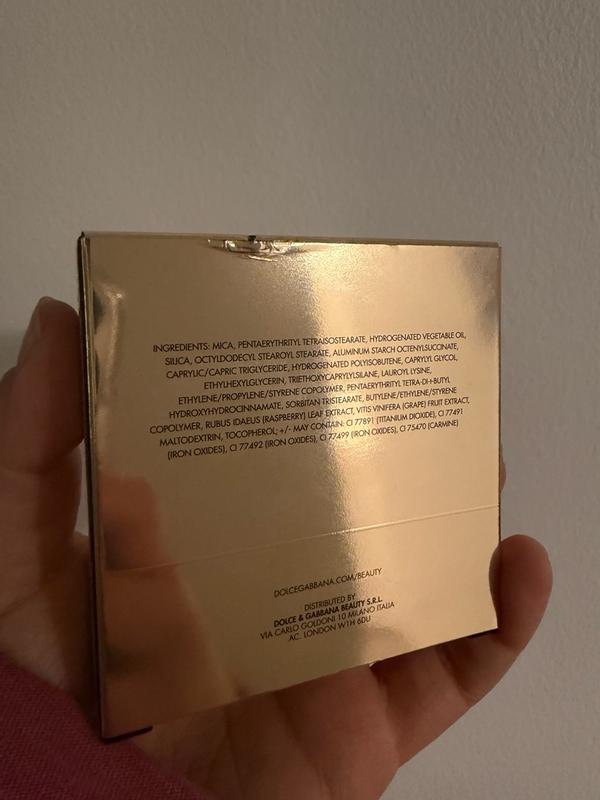 INGREDIENTS: MICA, PENTAERYTHRITYL TETRAISOSTEARATE, HYDROGENATED VEGETABLE OIL,
SILICA, OCTYLDODECYL STEAROYL STEARATE, ALUMINUM STARCH OCTENYLSUCCINATE,
CAPRYLIC/CAPRIC TRIGLYCERIDE, HYDROGENATED POLYISOBUTENE, CAPRYLYL GLYCOL,
ETHYLHEXYLGLYCERIN, TRIETHOXYCAPRYLYLSILANE, LAUROYL LYSINE,
ETHYLENE/PROPYLENE/STYRENE COPOLYMER, PENTAERYTHRITYL TETRA-DI-t-BUTYL
HYDROXYHYDROCINNAMATE, SORBITAN TRISTEARATE, BUTYLENE/ETHYLENE/STYRENE
COPOLYMER, RUBUS IDAEUS (RASPBERRY) LEAF EXTRACT, VITIS VINIFERA (GRAPE) FRUIT EXTRACT,
MALTODEXTRIN, TOCOPHEROL; +/- MAY CONTAIN: CI 77891 (TITANIUM DIOXIDE), CI 77491
(IRON OXIDES), CI 77492 (IRON OXIDES), CI 77499 (IRON OXIDES), CI 75470 (CARMINE)
DOLCEGABBANA.COM/BEAUTY
DISTRIBUTED BY
DOLCE & GABBANA BEAUTY S.R.L.
VIA CARLO GOLDONI 10 MILANO ITALIA
AC. LONDON W1H 6DU